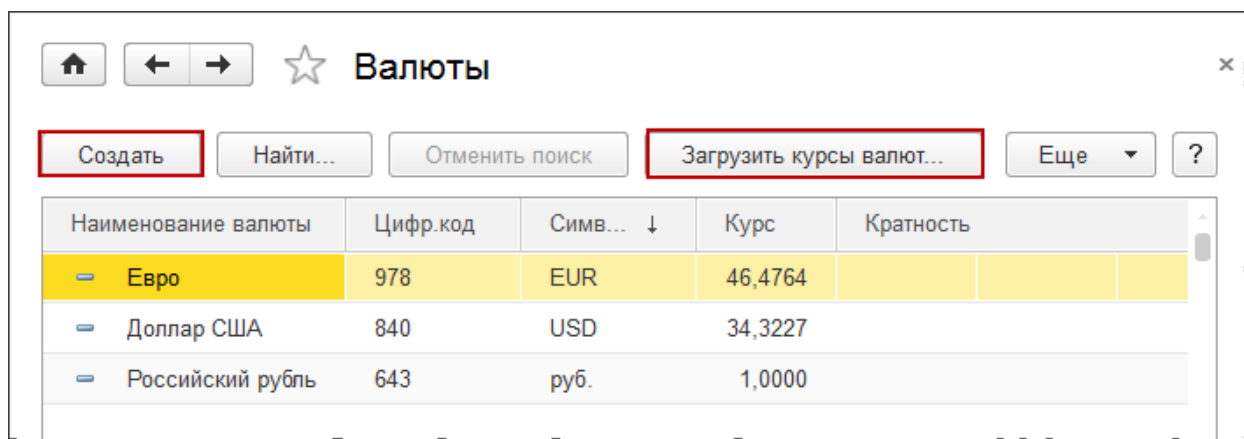 Валюты
Создать Найти... Отменить поиск Загрузить курсы валют... Еще ?
Наименование валюты Цифр.код Симв... ↓ Курс Кратность
Евро 978 EUR 46,4764
Доллар США 840 USD 34,3227
Российский рубль 643 руб. 1,0000